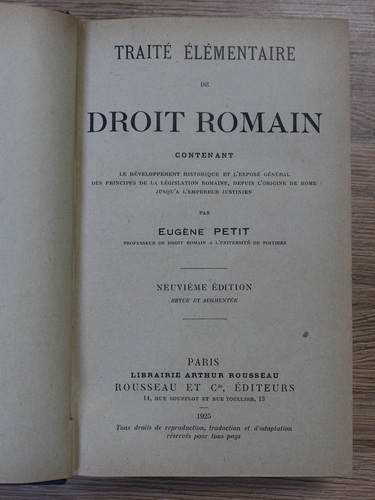 TRAITÉ ÉLÉMENTAIRE
DE
DROIT ROMAIN
CONTENANT
LE DÉVELOPPEMENT HISTORIQUE ET L'EXPOSÉ GÉNÉRAL
DES PRINCIPES DE LA LÉGISLATION ROMAINE, DEPUIS L'ORIGINE DE ROME
JUSQU'A L'EMPEREUR JUSTINIEN
PAR
EUGÈNE PETIT
PROFESSEUR DE DROIT ROMAIN A L'UNIVERSITÉ DE POITIERS
NEUVIÉME ÉDITION
REVUE ET AUGMENTÉE
PARIS
LIBRAIRIE ARTHUR ROUSSEAU
ROUSSEAU ET Cie, ÉDITEURS
14, RUE SOUFFLOT ET RUE TOULLIER, 13
1925
Tous droits de reproduction, traduction et d'adaptation
réservés pour tous pays